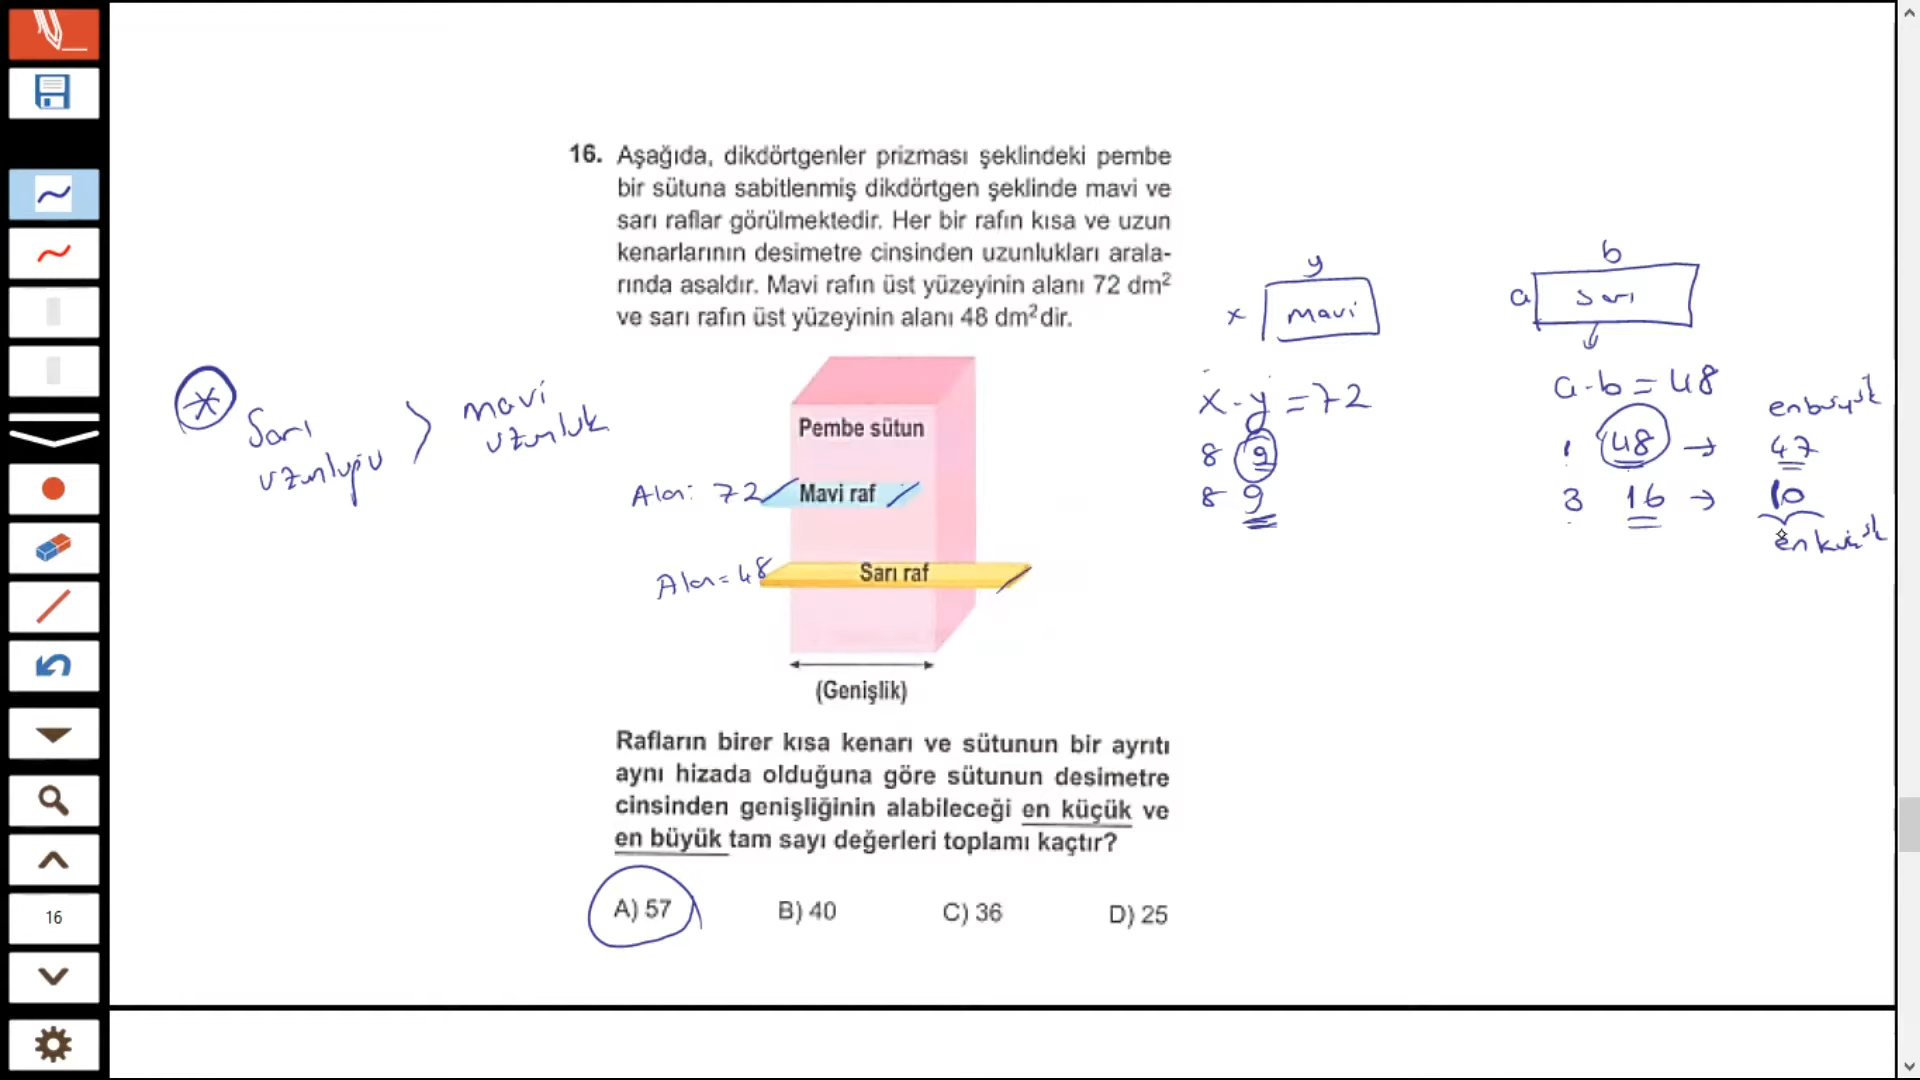 16. Aşağıda, dikdörtgenler prizması şeklindeki pembe
bir sütuna sabitlenmiş dikdörtgen şeklinde mavi ve
sarı raflar görülmektedir. Her bir rafın kısa ve uzun
kenarlarının desimetre cinsinden uzunlukları arala-
rında asaldır. Mavi rafın üst yüzeyinin alanı 72 dm²
ve sarı rafın üst yüzeyinin alanı 48 dm² dir.
Sarı
uzunluğu
>
mavi
uzunluk
Pembe sütun
Alan: 72
Mavi raf
Alan = 48
Sarı raf
(Genişlik)
y
x
mavi
x - y = 72
8 9
8 9
b
a
Sarı
a - b = 48
en büyük
1 48 → 47
3 16 → 10
en küçük
Rafların birer kısa kenarı ve sütunun bir ayrıtı
aynı hizada olduğuna göre sütunun desimetre
cinsinden genişliğinin alabileceği en küçük ve
en büyük tam sayı değerleri toplamı kaçtır?
A) 57 B) 40 C) 36 D) 25
16